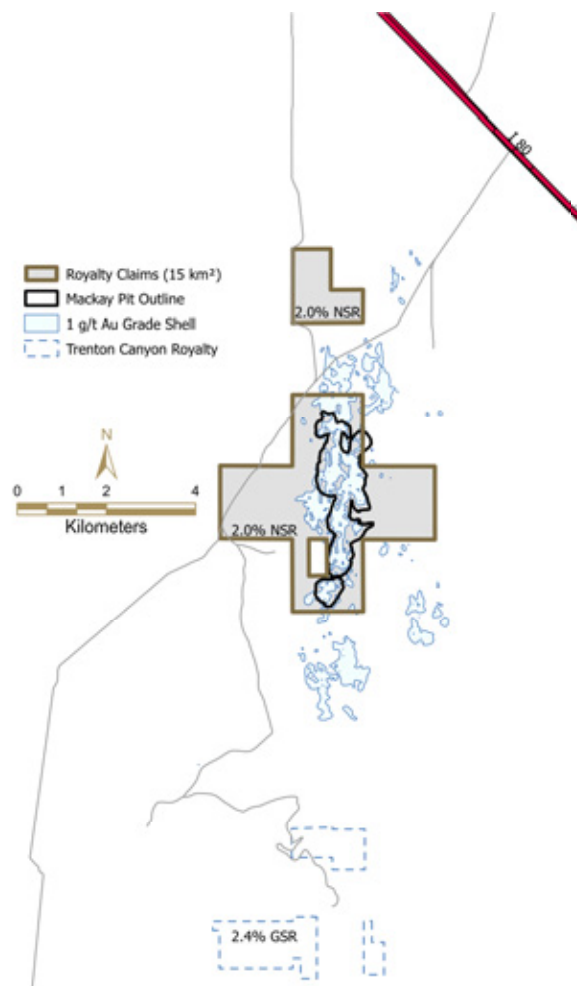 I 80
Royalty Claims (15 km²)
Mackay Pit Outline
1 g/t Au Grade Shell
Trenton Canyon Royalty
2.0% NSR
N
0 1 2 4
Kilometers
2.0% NSR
2.4% GSR